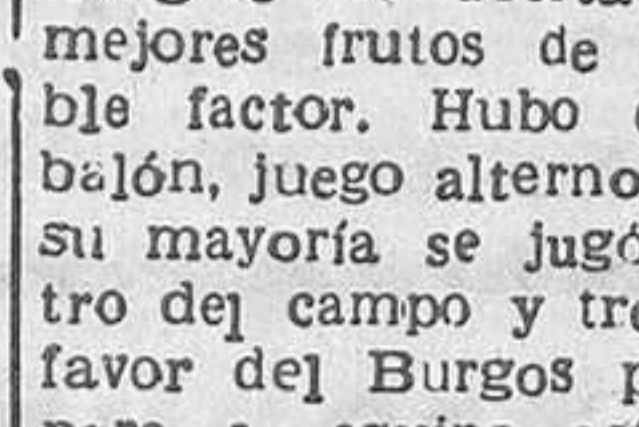 mejores frutos de
ble factor. Hubo
balón, juego alterno
su mayoría se jugó
tro del campo y
favor del Burgos